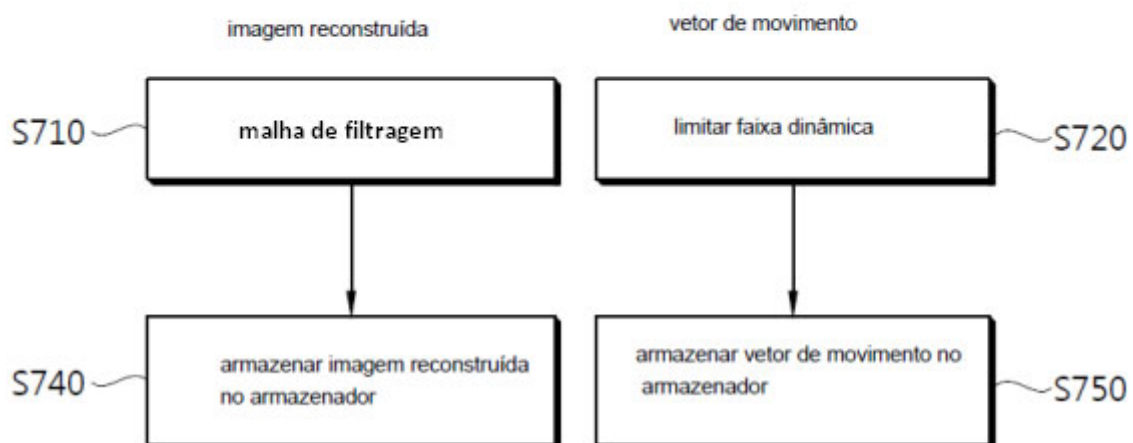 imagem reconstruída
vetor de movimento
S710
malha de filtragem
limitar faixa dinâmica
S720
S740
armazenar imagem reconstruída
no armazenador
armazenar vetor de movimento no
armazenador
S750